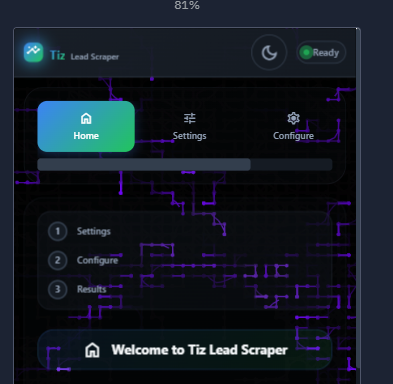 81%
Tiz Lead Scraper
Ready
Home
Settings
Configure
1 Settings
2 Configure
3 Results
Welcome to Tiz Lead Scraper